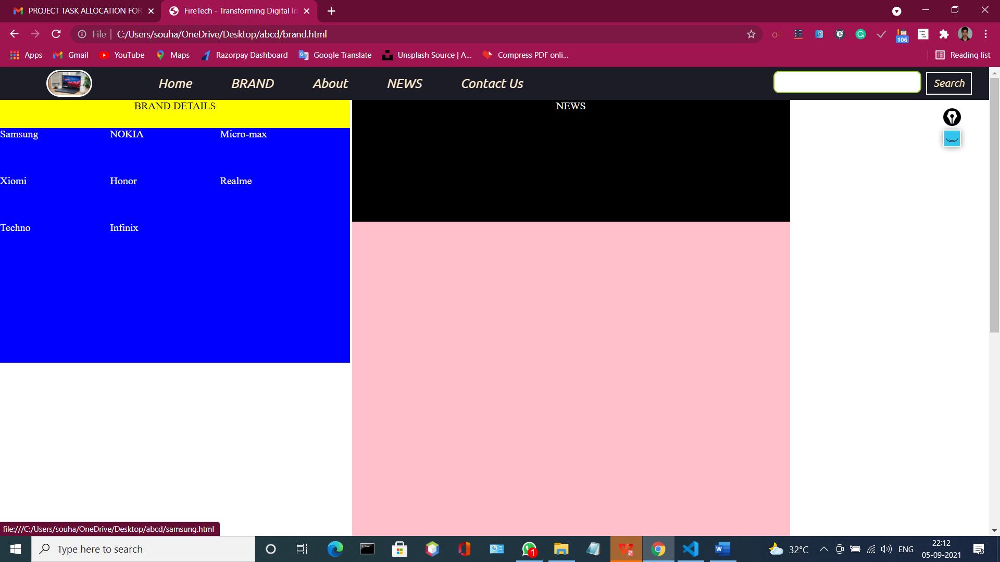 PROJECT TASK ALLOCATION FOR
FireTech - Transforming Digital In
File
C:/Users/souha/OneDrive/Desktop/abcd/brand.html
106
Apps
Gmail
YouTube
Maps
Razorpay Dashboard
Google Translate
Unsplash Source | A...
Compress PDF onli...
Reading list
Home
BRAND
About
NEWS
Contact Us
Search
BRAND DETAILS
NEWS
Samsung NOKIA Micro-max
Xiomi Honor Realme
Techno Infinix
file:///C:/Users/souha/OneDrive/Desktop/abcd/samsung.html
Type here to search
1
32°C
ENG
22:12
05-09-2021